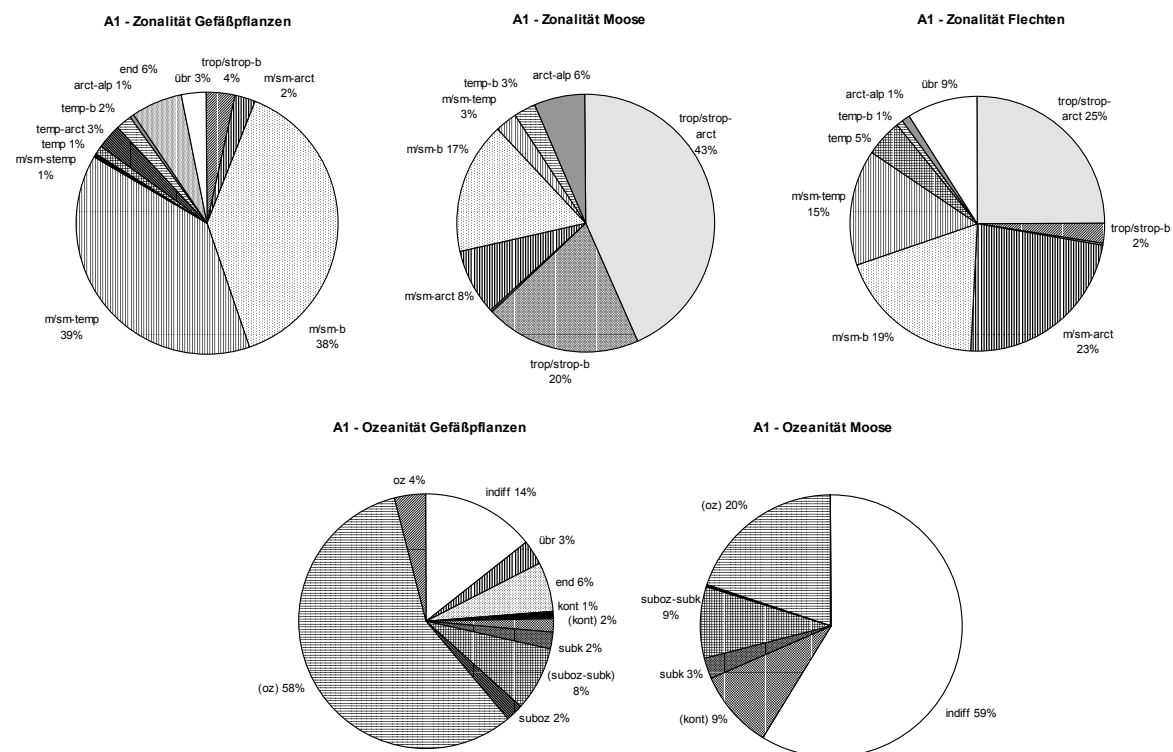 A1 - Zonalität Gefäßpflanzen
trop/strop-b
4%
m/sm-arct
2%
m/sm-b
38%
m/sm-temp
39%
m/sm-stemp
1%
temp 1%
temp-arct 3%
temp-b 2%
arct-alp 1%
end 6%
übr 3%
A1 - Zonalität Moose
trop/strop-
arct
43%
trop/strop-b
20%
m/sm-arct 8%
m/sm-b 17%
m/sm-temp
3%
temp-b 3%
arct-alp 6%
A1 - Zonalität Flechten
trop/strop-
arct 25%
trop/strop-b
2%
m/sm-arct
23%
m/sm-b 19%
m/sm-temp
15%
temp 5%
temp-b 1%
arct-alp 1%
übr 9%
A1 - Ozeanität Gefäßpflanzen
indiff 14%
übr 3%
end 6%
kont 1%
(kont) 2%
subk 2%
(suboz-subk)
8%
suboz 2%
(oz) 58%
oz 4%
A1 - Ozeanität Moose
indiff 59%
(kont) 9%
subk 3%
suboz-subk
9%
(oz) 20%